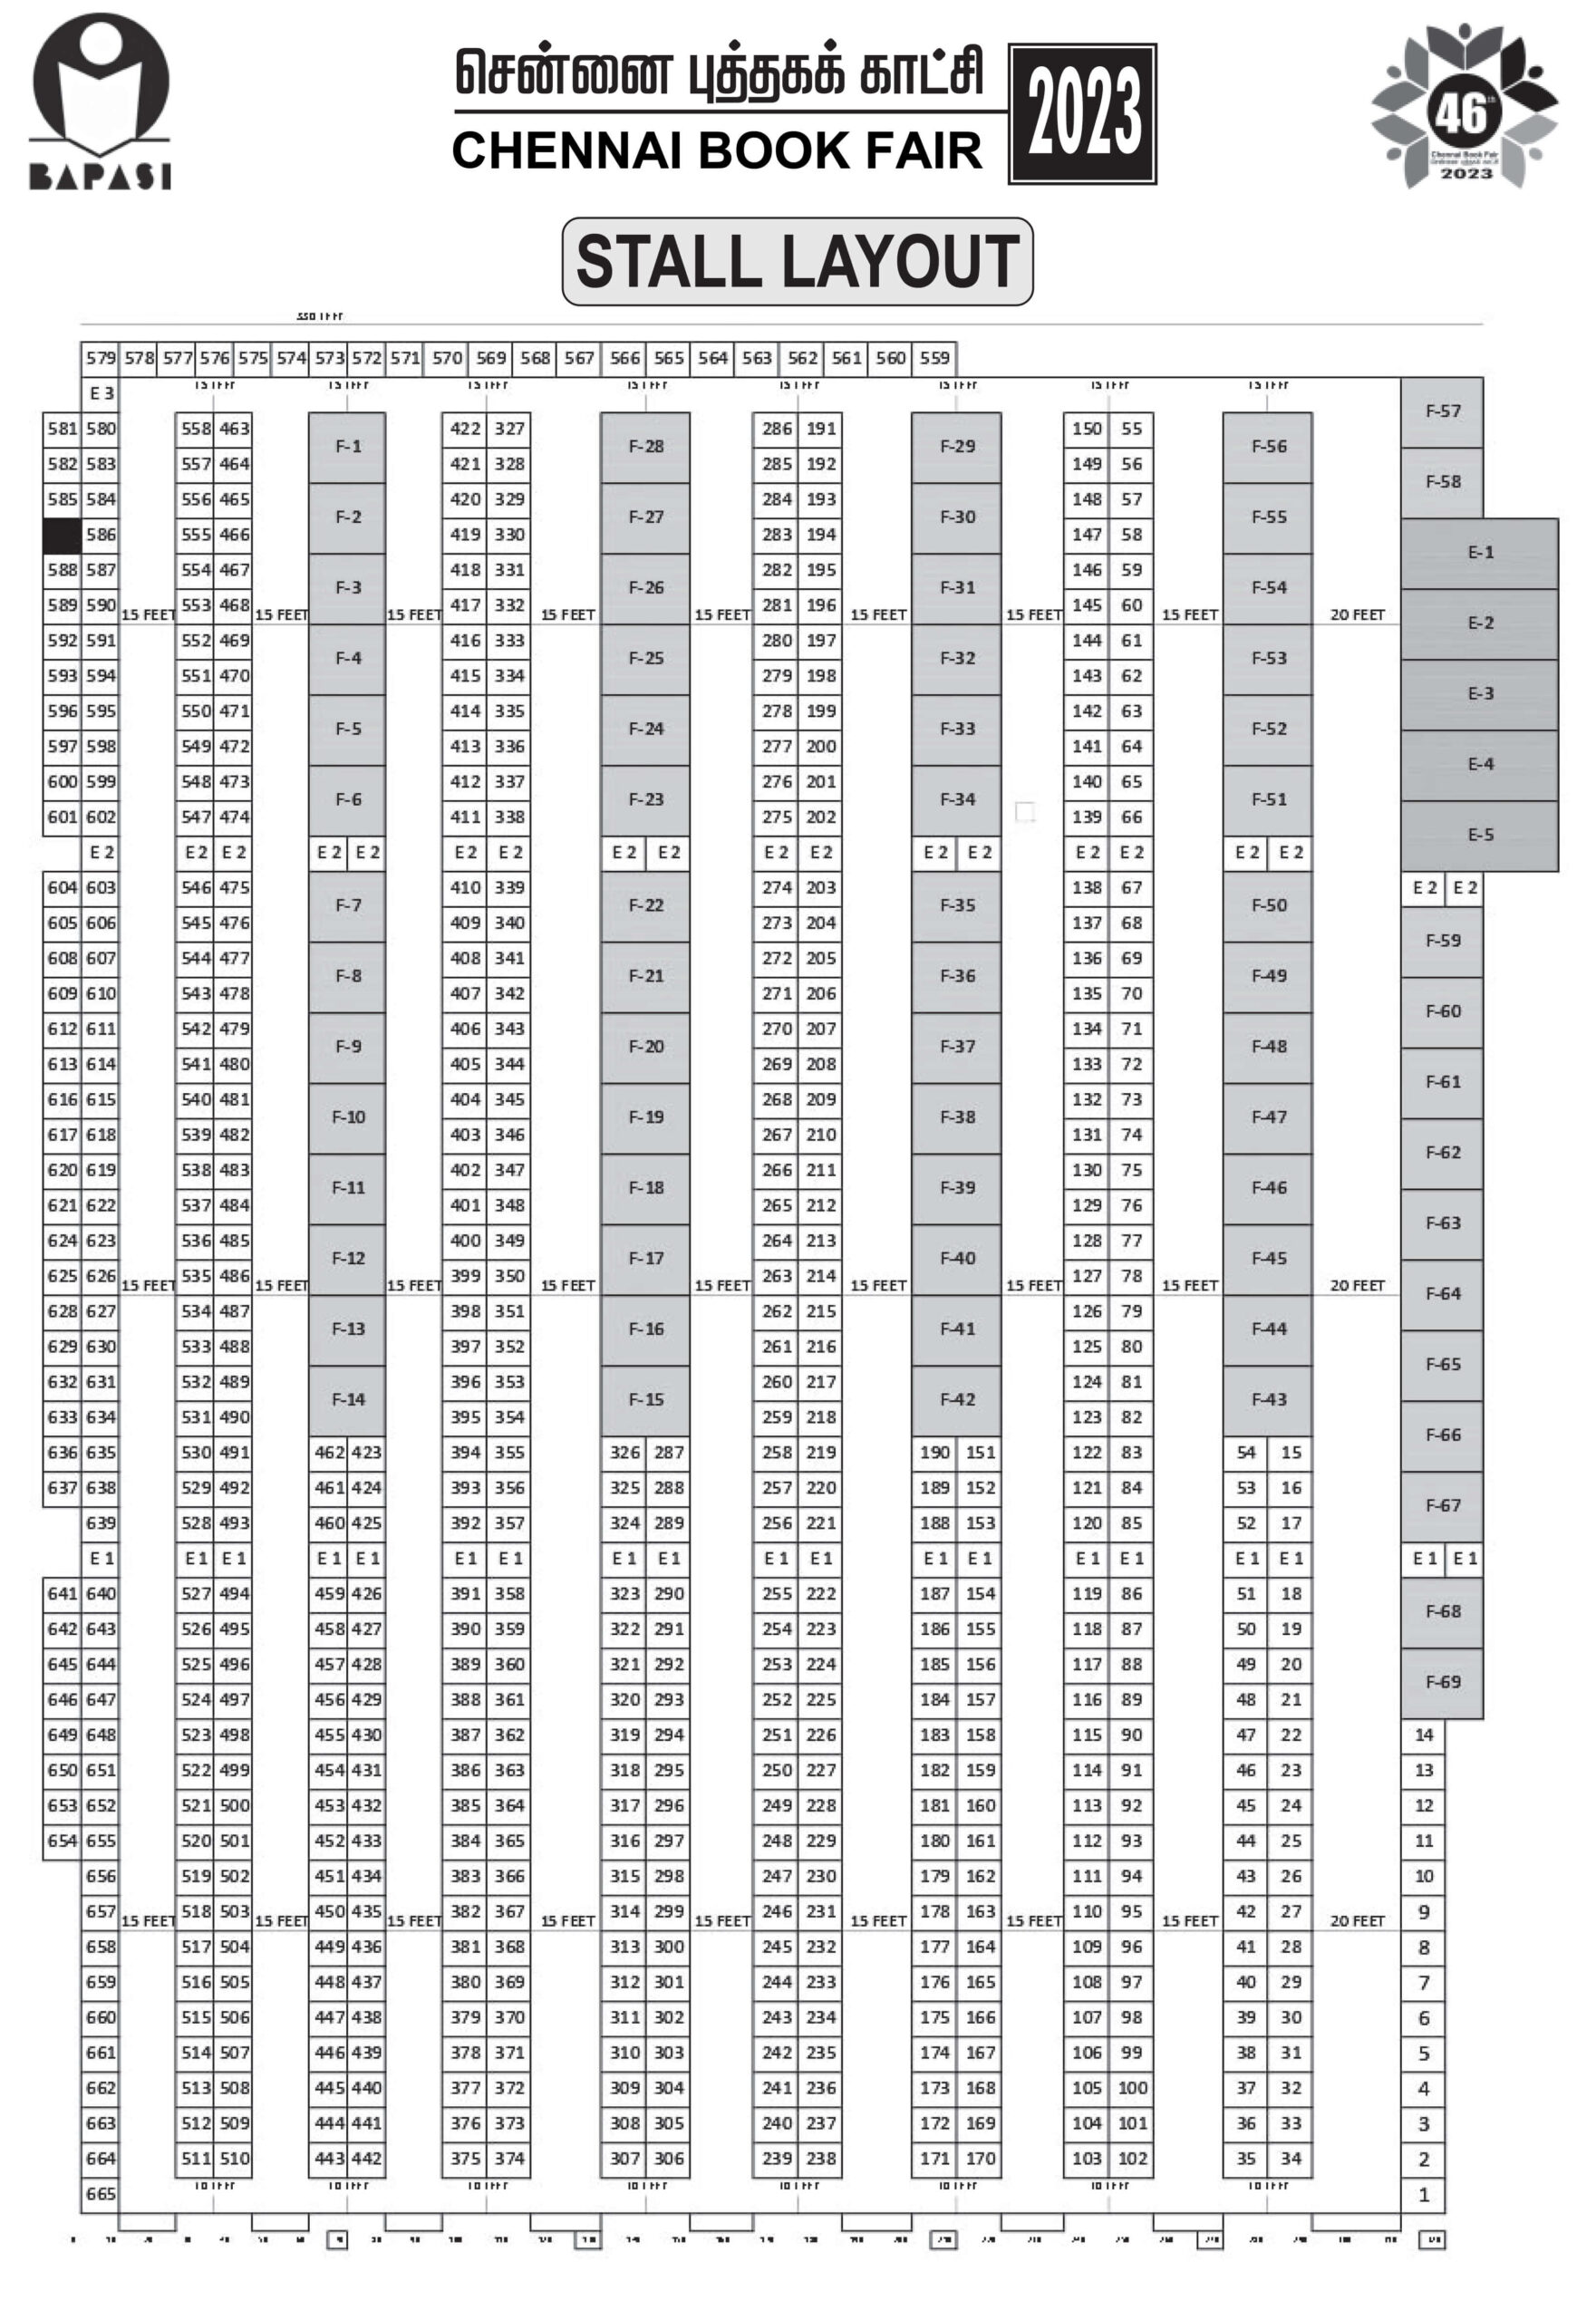 BAPASI
சென்னை புத்தகக் காட்சி
CHENNAI BOOK FAIR
2023
46th
Chennai Book Fair
2023
STALL LAYOUT
579 578 577 576 575 574 573 572 571 570 569 568 567 566 565 564 563 562 561 560 559
E 3
F-57
581 580 558 463 422 327 286 191 150 55
F-1 F-28 F-29 F-56
582 583 557 464 421 328 285 192 149 56
F-58
585 584 556 465 420 329 284 193 148 57
F-2 F-27 F-30 F-55
586 555 466 419 330 283 194 147 58
E-1
588 587 554 467 418 331 282 195 146 59
F-3 F-26 F-31 F-54
589 590 553 468 417 332 281 196 145 60
15 FEET 15 FEET 15 FEET 15 FEET 15 FEET 15 FEET 15 FEET 15 FEET 20 FEET
E-2
592 591 552 469 416 333 280 197 144 61
F-4 F-25 F-32 F-53
593 594 551 470 415 334 279 198 143 62
E-3
596 595 550 471 414 335 278 199 142 63
F-5 F-24 F-33 F-52
597 598 549 472 413 336 277 200 141 64
E-4
600 599 548 473 412 337 276 201 140 65
F-6 F-23 F-34 F-51
601 602 547 474 411 338 275 202 139 66
E-5
E 2 E 2 E 2 E 2 E 2 E 2 E 2 E 2 E 2 E 2 E 2 E 2 E 2 E 2 E 2 E 2 E 2
604 603 546 475 410 339 274 203 138 67 E 2 E 2
F-7 F-22 F-35 F-50
605 606 545 476 409 340 273 204 137 68
F-59
608 607 544 477 408 341 272 205 136 69
F-8 F-21 F-36 F-49
609 610 543 478 407 342 271 206 135 70
F-60
612 611 542 479 406 343 270 207 134 71
F-9 F-20 F-37 F-48
613 614 541 480 405 344 269 208 133 72
F-61
616 615 540 481 404 345 268 209 132 73
F-10 F-19 F-38 F-47
617 618 539 482 403 346 267 210 131 74
F-62
620 619 538 483 402 347 266 211 130 75
F-11 F-18 F-39 F-46
621 622 537 484 401 348 265 212 129 76
F-63
624 623 536 485 400 349 264 213 128 77
F-12 F-17 F-40 F-45
625 626 535 486 399 350 263 214 127 78
15 FEET 15 FEET 15 FEET 15 FEET 15 FEET 15 FEET 15 FEET 15 FEET 20 FEET
F-64
628 627 534 487 398 351 262 215 126 79
F-13 F-16 F-41 F-44
629 630 533 488 397 352 261 216 125 80
F-65
632 631 532 489 396 353 260 217 124 81
F-14 F-15 F-42 F-43
633 634 531 490 395 354 259 218 123 82
F-66
636 635 530 491 462 423 394 355 326 287 258 219 190 151 122 83 54 15
637 638 529 492 461 424 393 356 325 288 257 220 189 152 121 84 53 16
F-67
639 528 493 460 425 392 357 324 289 256 221 188 153 120 85 52 17
E 1 E 1 E 1 E 1 E 1 E 1 E 1 E 1 E 1 E 1 E 1 E 1 E 1 E 1 E 1 E 1 E 1 E 1 E 1
641 640 527 494 459 426 391 358 323 290 255 222 187 154 119 86 51 18
F-68
642 643 526 495 458 427 390 359 322 291 254 223 186 155 118 87 50 19
645 644 525 496 457 428 389 360 321 292 253 224 185 156 117 88 49 20
F-69
646 647 524 497 456 429 388 361 320 293 252 225 184 157 116 89 48 21
649 648 523 498 455 430 387 362 319 294 251 226 183 158 115 90 47 22 14
650 651 522 499 454 431 386 363 318 295 250 227 182 159 114 91 46 23 13
653 652 521 500 453 432 385 364 317 296 249 228 181 160 113 92 45 24 12
654 655 520 501 452 433 384 365 316 297 248 229 180 161 112 93 44 25 11
656 519 502 451 434 383 366 315 298 247 230 179 162 111 94 43 26 10
657 518 503 450 435 382 367 314 299 246 231 178 163 110 95 42 27 9
15 FEET 15 FEET 15 FEET 15 FEET 15 FEET 15 FEET 15 FEET 15 FEET 20 FEET
658 517 504 449 436 381 368 313 300 245 232 177 164 109 96 41 28 8
659 516 505 448 437 380 369 312 301 244 233 176 165 108 97 40 29 7
660 515 506 447 438 379 370 311 302 243 234 175 166 107 98 39 30 6
661 514 507 446 439 378 371 310 303 242 235 174 167 106 99 38 31 5
662 513 508 445 440 377 372 309 304 241 236 173 168 105 100 37 32 4
663 512 509 444 441 376 373 308 305 240 237 172 169 104 101 36 33 3
664 511 510 443 442 375 374 307 306 239 238 171 170 103 102 35 34 2
665 1